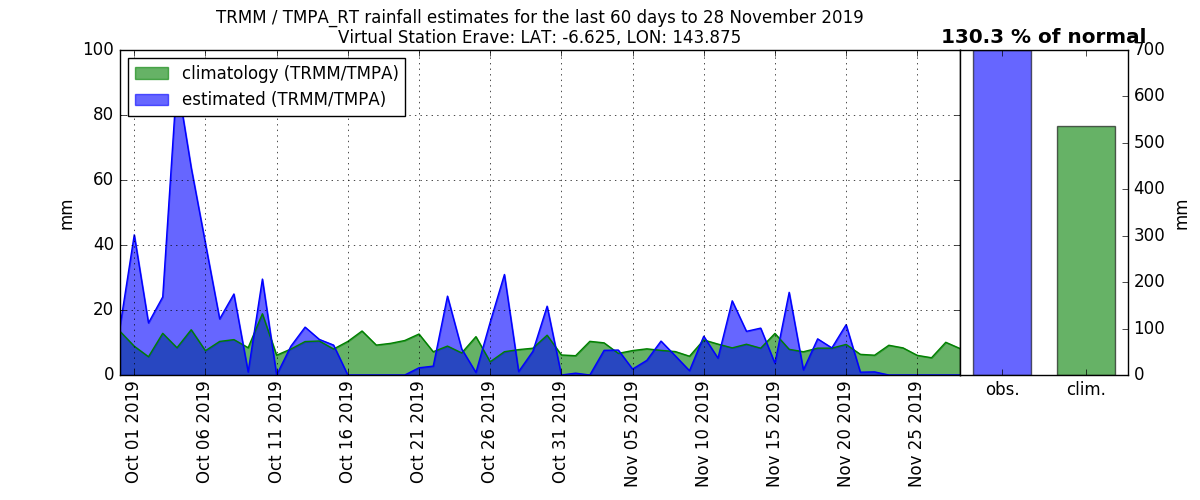 TRMM / TMPA_RT rainfall estimates for the last 60 days to 28 November 2019
Virtual Station Erave: LAT: -6.625, LON: 143.875
130.3 % of normal
climatology (TRMM/TMPA)
estimated (TRMM/TMPA)
100
80
60
40
20
0
mm
Oct 01 2019
Oct 06 2019
Oct 11 2019
Oct 16 2019
Oct 21 2019
Oct 26 2019
Oct 31 2019
Nov 05 2019
Nov 10 2019
Nov 15 2019
Nov 20 2019
Nov 25 2019
obs.
clim.
700
600
500
400
300
200
100
0
mm